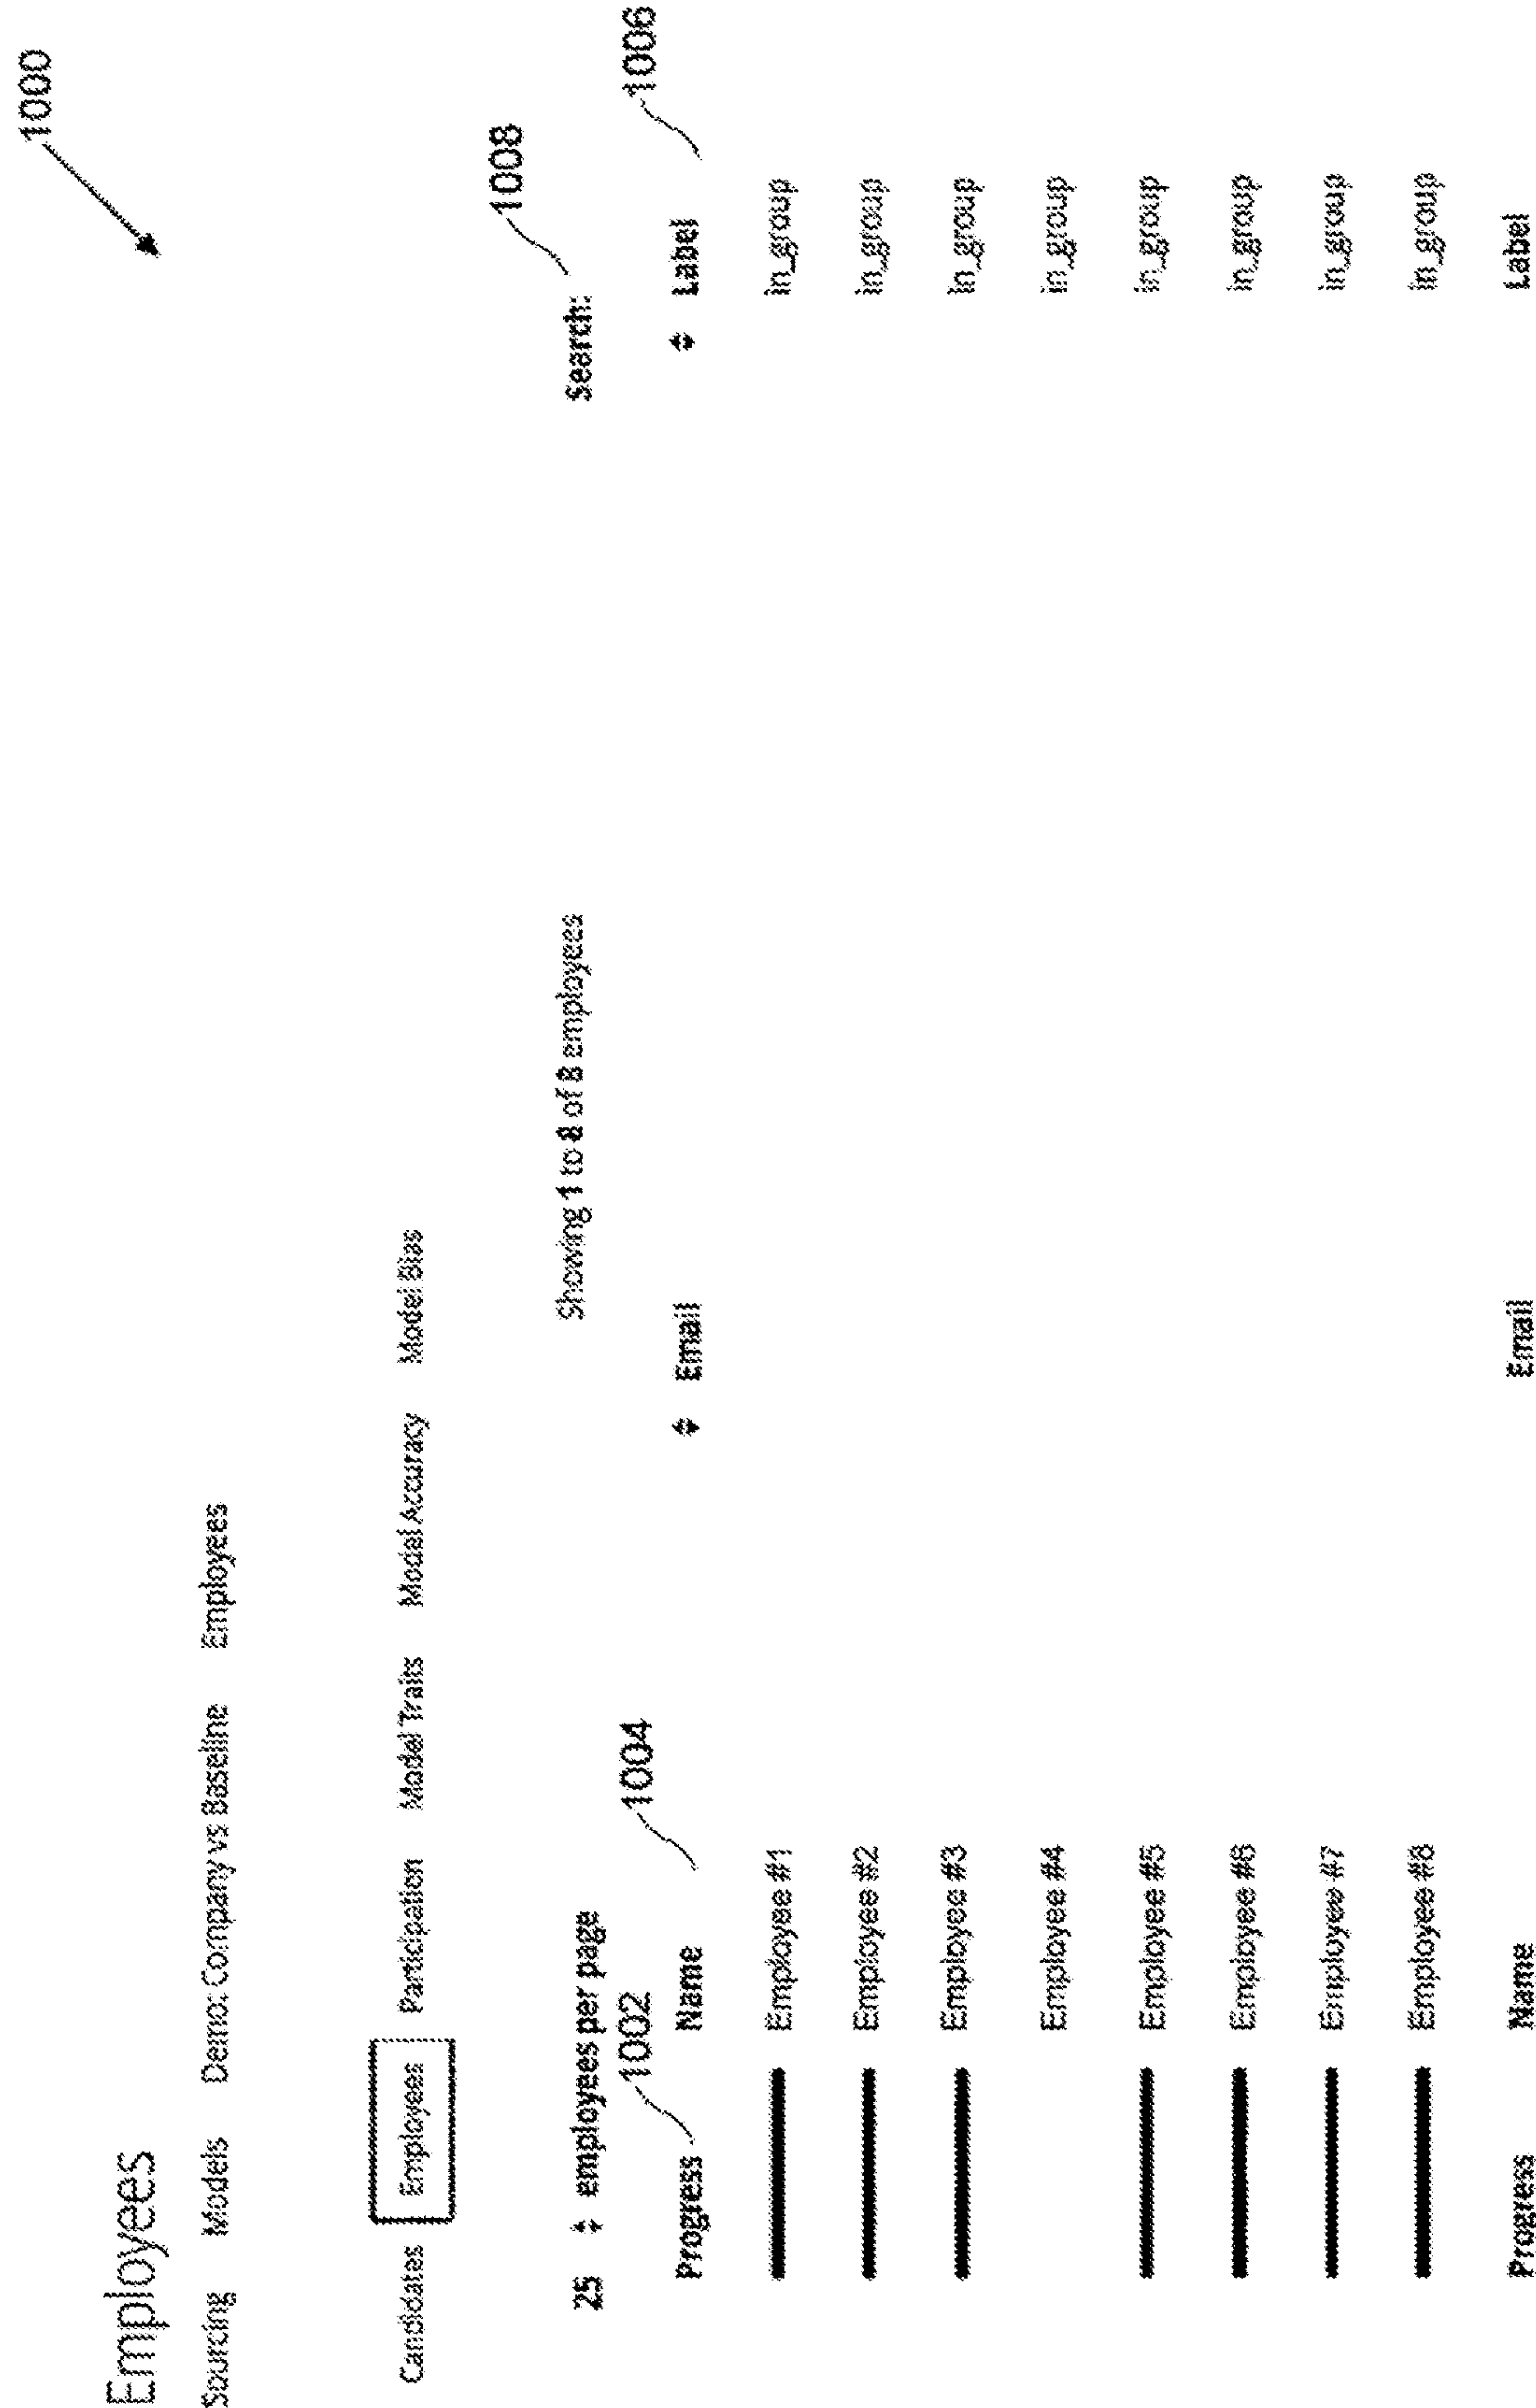 1000
Employees
Sourcing Models Demo: Company vs Baseline Employees
Candidates Employees Participation Model Traits Model Accuracy Model Bias
1008
25 employees per page Showing 1 to 8 of 8 employees Search:
1002 1004 1006
Progress Name Email Label
Employee #1 in_group
Employee #2 in_group
Employee #3 in_group
Employee #4 in_group
Employee #5 in_group
Employee #6 in_group
Employee #7 in_group
Employee #8 in_group
Progress Name Email Label